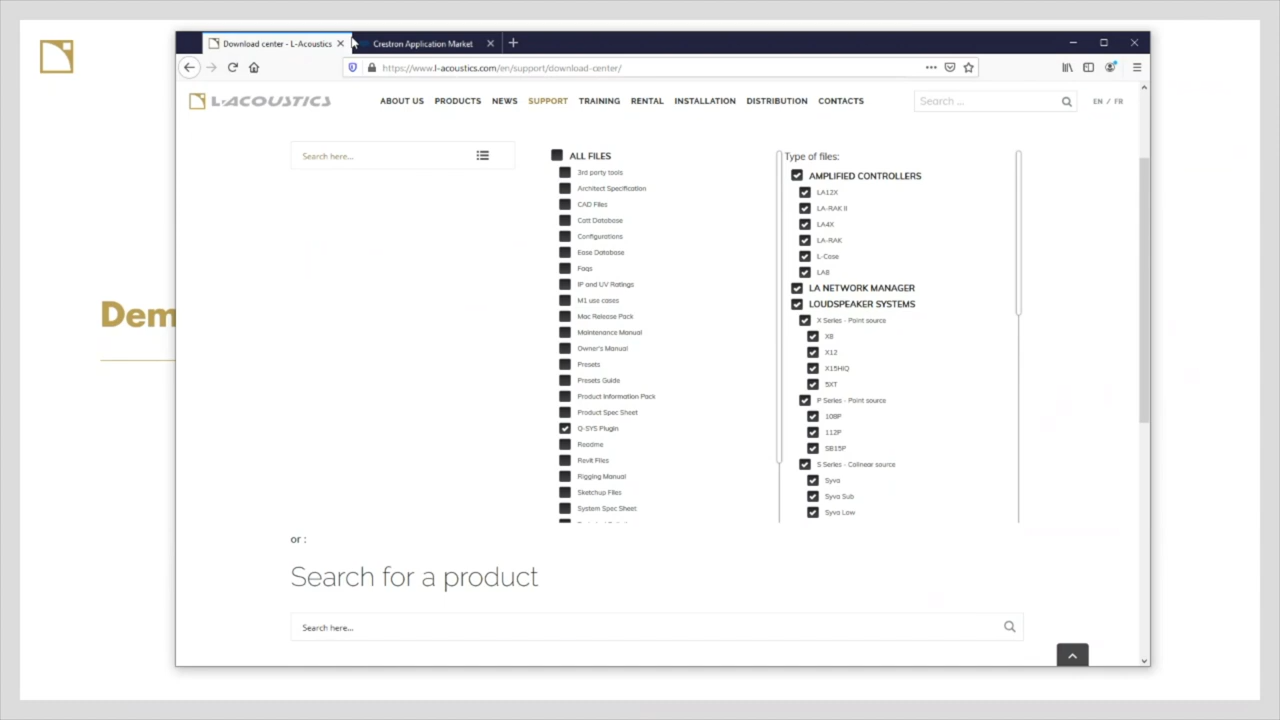 Download center - L-Acoustics
Crestron Application Market
https://www.l-acoustics.com/en/support/download-center/
L-ACOUSTICS
ABOUT US
PRODUCTS
NEWS
SUPPORT
TRAINING
RENTAL
INSTALLATION
DISTRIBUTION
CONTACTS
Search ...
EN / FR
Search here...
ALL FILES
3rd party tools
Architect Specification
CAD Files
Catt Database
Configurations
Ease Database
Faqs
IP and UV Ratings
M1 use cases
Mac Release Pack
Maintenance Manual
Owner's Manual
Presets
Presets Guide
Product Information Pack
Product Spec Sheet
Q-SYS Plugin
Readme
Revit Files
Rigging Manual
Sketchup Files
System Spec Sheet
Type of files:
AMPLIFIED CONTROLLERS
LA12X
LA-RAK II
LA4X
LA-RAK
L-Case
LA8
LA NETWORK MANAGER
LOUDSPEAKER SYSTEMS
X Series - Point source
X8
X12
X15HIQ
5XT
P Series - Point source
108P
112P
SB15P
S Series - Colinear source
Syva
Syva Sub
Syva Low
Dem
or :
Search for a product
Search here...